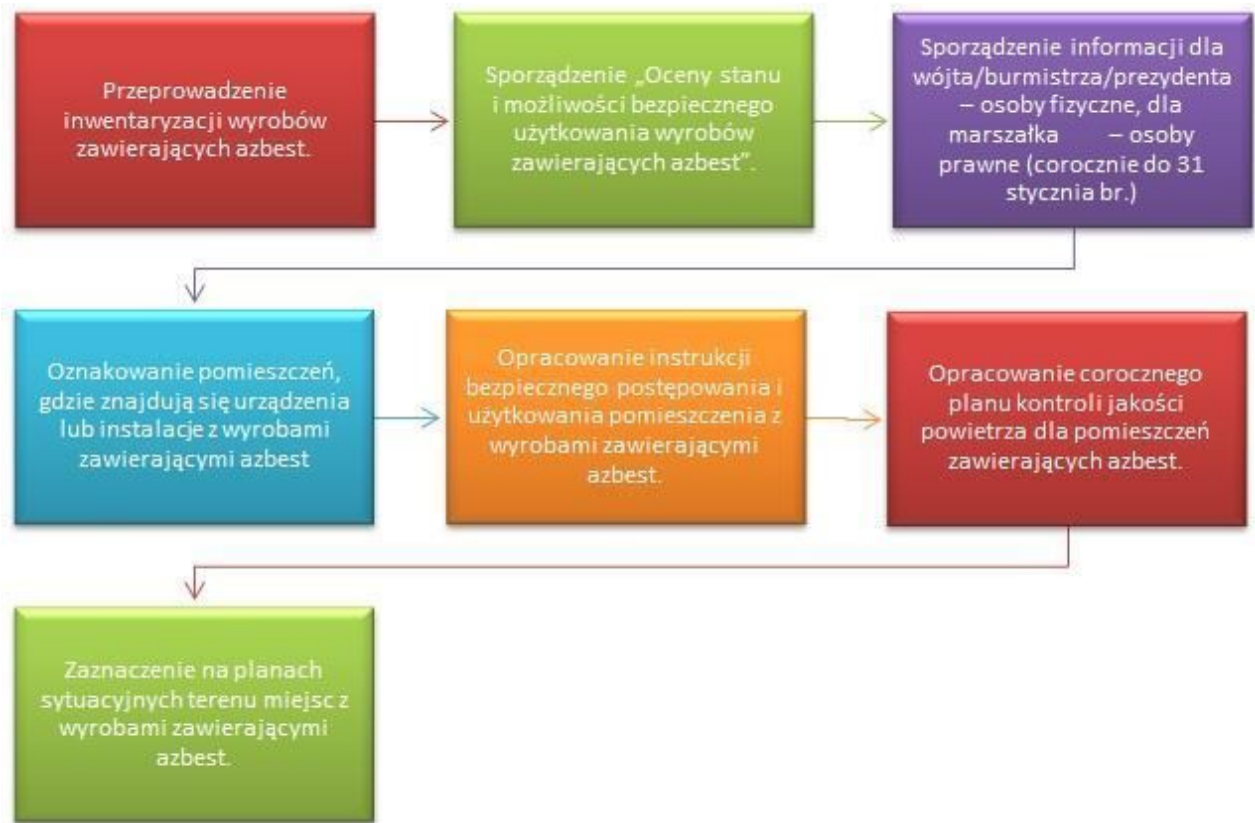 Przeprowadzenie
inwentaryzacji wyrobów
zawierających azbest.
Sporządzenie „Oceny stanu
i możliwości bezpiecznego
użytkowania wyrobów
zawierających azbest”.
Sporządzenie informacji dla
wójta/burmistrza/prezydenta
– osoby fizyczne, dla
marszałka – osoby
prawne (corocznie do 31
stycznia br.)
Oznakowanie pomieszczeń,
gdzie znajdują się urządzenia
lub instalacje z wyrobami
zawierającymi azbest
Opracowanie instrukcji
bezpiecznego postępowania i
użytkowania pomieszczenia z
wyrobami zawierającymi
azbest.
Opracowanie corocznego
planu kontroli jakości
powietrza dla pomieszczeń
zawierających azbest.
Zaznaczenie na planach
sytuacyjnych terenu miejsc z
wyrobami zawierającymi
azbest.